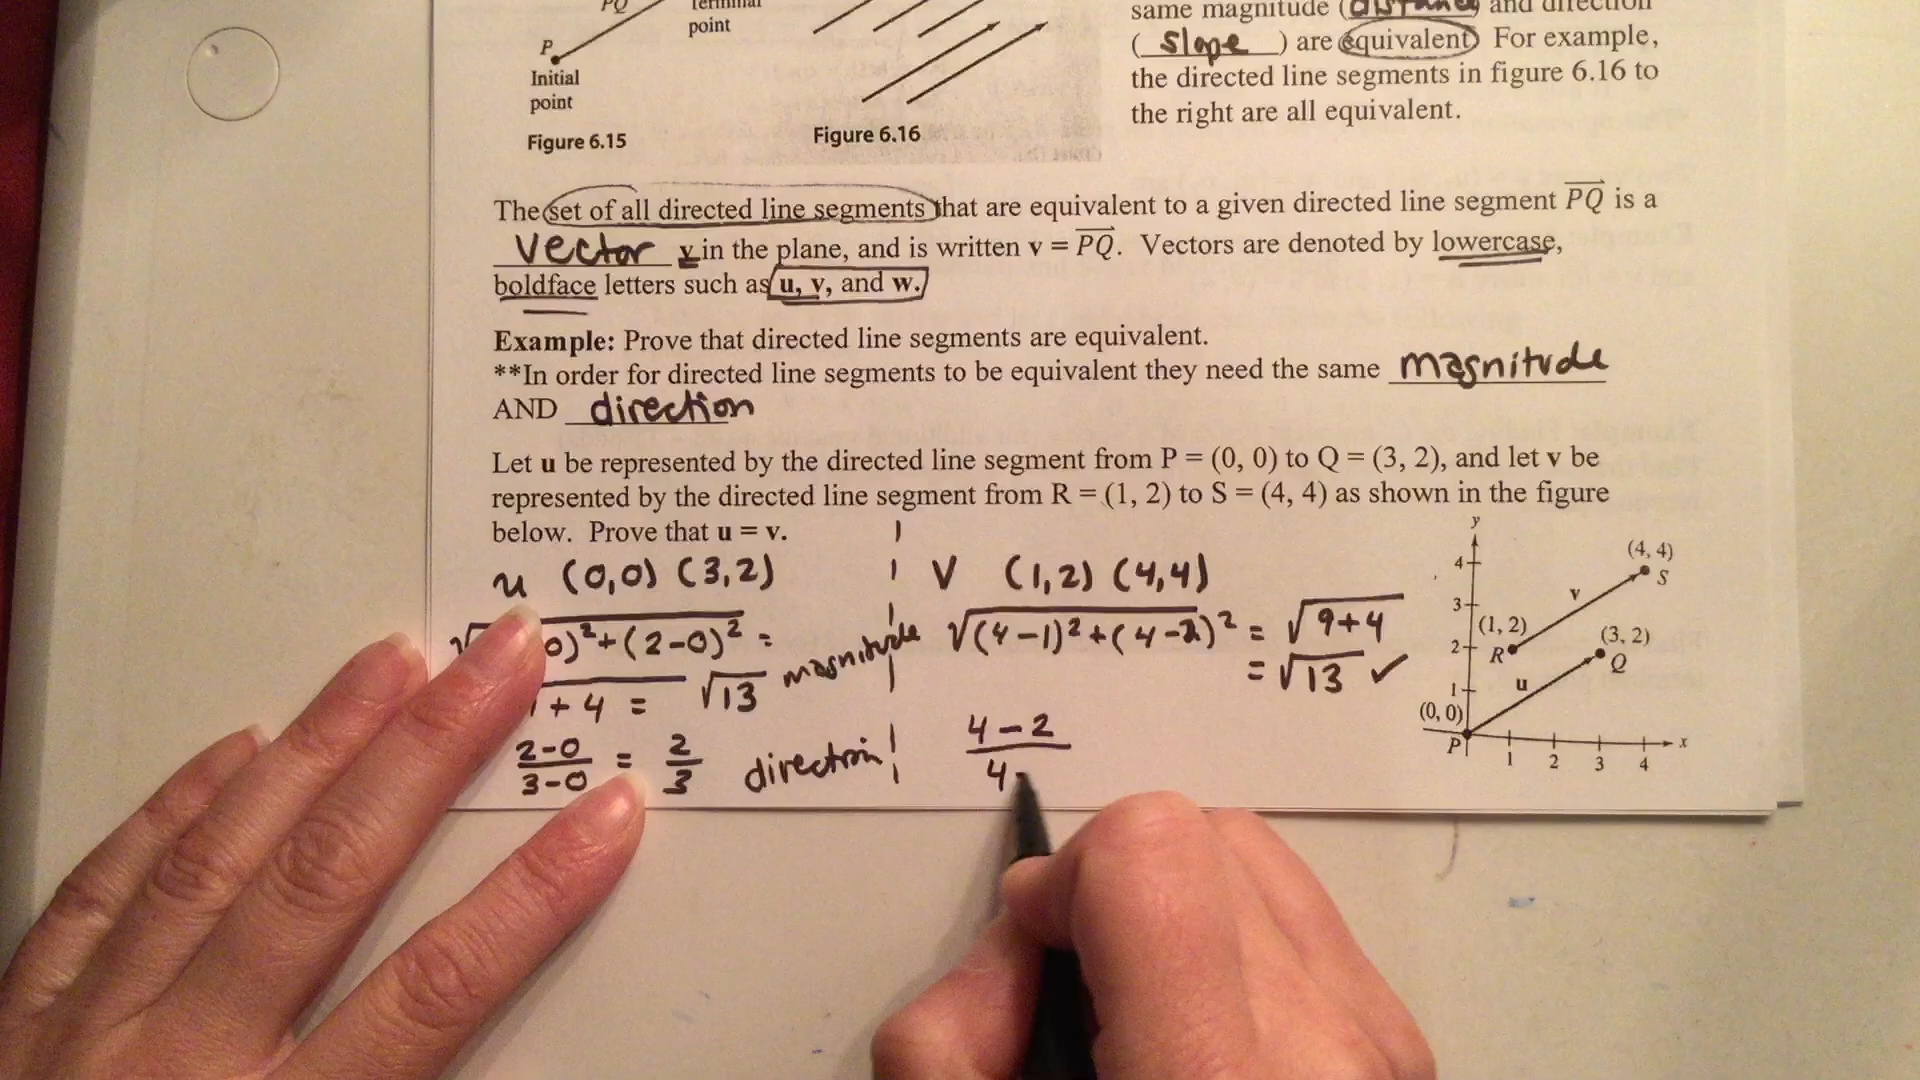 PQ
Terminal
point
P
Initial
point
Figure 6.15
Figure 6.16
same magnitude (distance) and direction
(slope) are equivalent. For example,
the directed line segments in figure 6.16 to
the right are all equivalent.
The set of all directed line segments that are equivalent to a given directed line segment PQ is a
vector v in the plane, and is written v = PQ. Vectors are denoted by lowercase,
boldface letters such as u, v, and w.
Example: Prove that directed line segments are equivalent.
**In order for directed line segments to be equivalent they need the same magnitude
AND direction
Let u be represented by the directed line segment from P = (0, 0) to Q = (3, 2), and let v be
represented by the directed line segment from R = (1, 2) to S = (4, 4) as shown in the figure
below. Prove that u = v.
u (0,0) (3,2)
0)²+(2-0)² =
+4 = √13 magnitude
2-0
3-0
=
2
3
direction
V (1,2) (4,4)
√(4-1)²+(4-2)² = √9+4
= √13 ✓
4-2
4-
y
4
3
2
1
(4, 4)
S
v
(1, 2)
R
(3, 2)
Q
u
(0, 0)
P
1 2 3 4
x